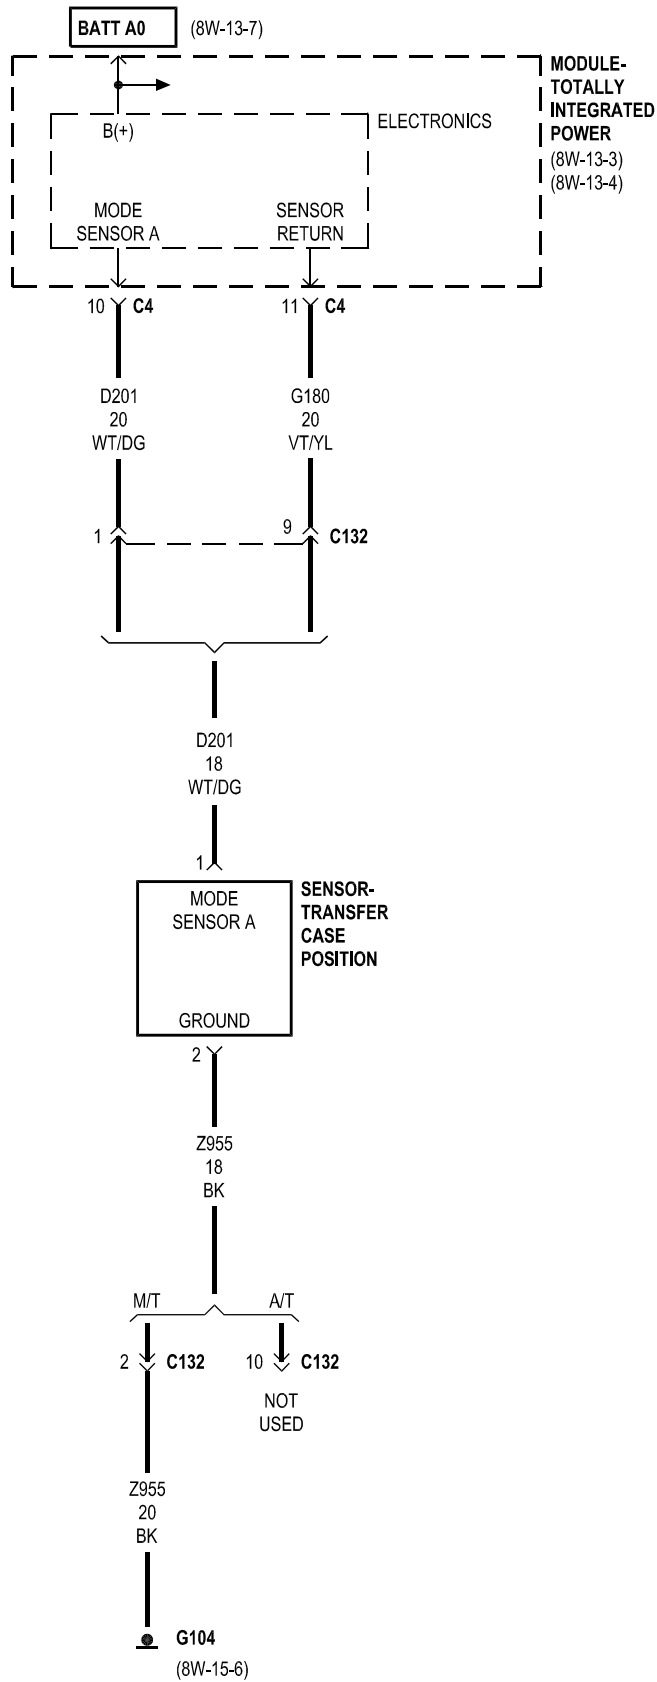 BATT A0 (8W-13-7)
MODULE-
TOTALLY
INTEGRATED
POWER
(8W-13-3)
(8W-13-4)
ELECTRONICS
B(+)
MODE
SENSOR A
SENSOR
RETURN
10 C4
11 C4
D201
20
WT/DG
G180
20
VT/YL
1
9
C132
D201
18
WT/DG
1
MODE
SENSOR A
SENSOR-
TRANSFER
CASE
POSITION
GROUND
2
Z955
18
BK
M/T
A/T
2 C132
10 C132
NOT
USED
Z955
20
BK
G104
(8W-15-6)